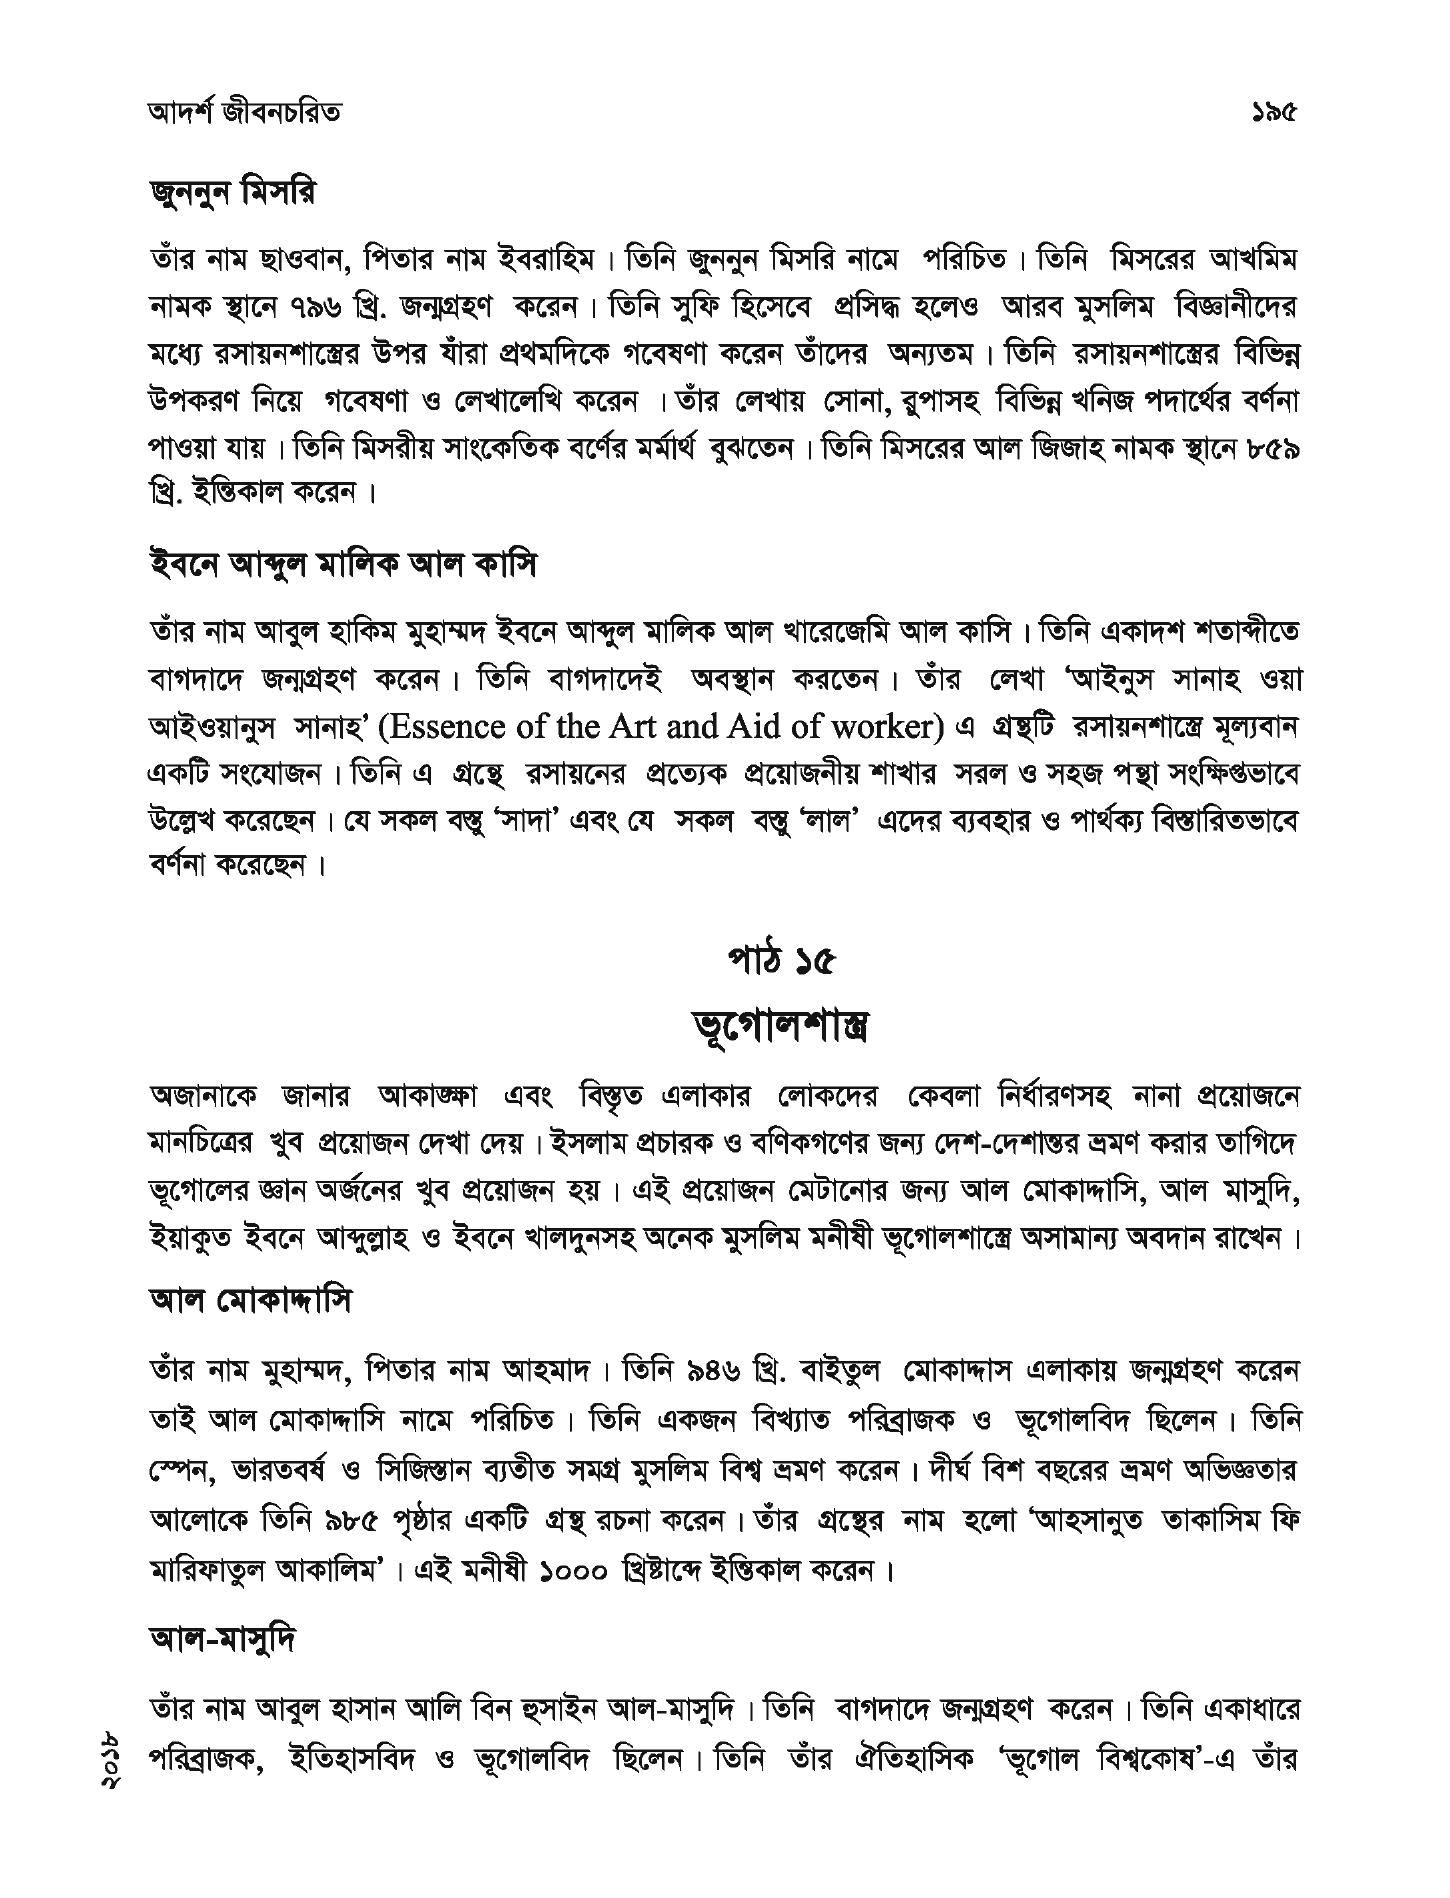 আদর্শ জীবনচরিত ১৯৫
জুননুন মিসরি
তাঁর নাম ছাওবান, পিতার নাম ইবরাহিম। তিনি জুননুন মিসরি নামে পরিচিত। তিনি মিসরের আখমিম
নামক স্থানে ৭৯৬ খ্রি. জন্মগ্রহণ করেন। তিনি সুফি হিসেবে প্রসিদ্ধ হলেও আরব মুসলিম বিজ্ঞানীদের
মধ্যে রসায়নশাস্ত্রের উপর যাঁরা প্রথমদিকে গবেষণা করেন তাঁদের অন্যতম। তিনি রসায়নশাস্ত্রের বিভিন্ন
উপকরণ নিয়ে গবেষণা ও লেখালেখি করেন । তাঁর লেখায় সোনা, রুপাসহ বিভিন্ন খনিজ পদার্থের বর্ণনা
পাওয়া যায়। তিনি মিসরীয় সাংকেতিক বর্ণের মর্মার্থ বুঝতেন। তিনি মিসরের আল জিজাহ নামক স্থানে ৮৫৯
খ্রি. ইন্তিকাল করেন।
ইবনে আব্দুল মালিক আল কাসি
তাঁর নাম আবুল হাকিম মুহাম্মদ ইবনে আব্দুল মালিক আল খারেজেমি আল কাসি। তিনি একাদশ শতাব্দীতে
বাগদাদে জন্মগ্রহণ করেন। তিনি বাগদাদেই অবস্থান করতেন। তাঁর লেখা ‘আইনুস সানাহ ওয়া
আইওয়ানুস সানাহ’ (Essence of the Art and Aid of worker) এ গ্রন্থটি রসায়নশাস্ত্রে মূল্যবান
একটি সংযোজন। তিনি এ গ্রন্থে রসায়নের প্রত্যেক প্রয়োজনীয় শাখার সরল ও সহজ পন্থা সংক্ষিপ্তভাবে
উল্লেখ করেছেন। যে সকল বস্তু ‘সাদা’ এবং যে সকল বস্তু ‘লাল’ এদের ব্যবহার ও পার্থক্য বিস্তারিতভাবে
বর্ণনা করেছেন।
পাঠ ১৫
ভূগোলশাস্ত্র
অজানাকে জানার আকাঙ্ক্ষা এবং বিস্তৃত এলাকার লোকদের কেবলা নির্ধারণসহ নানা প্রয়োজনে
মানচিত্রের খুব প্রয়োজন দেখা দেয়। ইসলাম প্রচারক ও বণিকগণের জন্য দেশ-দেশান্তর ভ্রমণ করার তাগিদে
ভূগোলের জ্ঞান অর্জনের খুব প্রয়োজন হয়। এই প্রয়োজন মেটানোর জন্য আল মোকাদ্দাসি, আল মাসুদি,
ইয়াকুত ইবনে আব্দুল্লাহ ও ইবনে খালদুনসহ অনেক মুসলিম মনীষী ভূগোলশাস্ত্রে অসামান্য অবদান রাখেন।
আল মোকাদ্দাসি
তাঁর নাম মুহাম্মদ, পিতার নাম আহমাদ। তিনি ৯৪৬ খ্রি. বাইতুল মোকাদ্দাস এলাকায় জন্মগ্রহণ করেন
তাই আল মোকাদ্দাসি নামে পরিচিত। তিনি একজন বিখ্যাত পরিব্রাজক ও ভূগোলবিদ ছিলেন। তিনি
স্পেন, ভারতবর্ষ ও সিজিস্তান ব্যতীত সমগ্র মুসলিম বিশ্ব ভ্রমণ করেন। দীর্ঘ বিশ বছরের ভ্রমণ অভিজ্ঞতার
আলোকে তিনি ৯৮৫ পৃষ্ঠার একটি গ্রন্থ রচনা করেন। তাঁর গ্রন্থের নাম হলো ‘আহসানুত তাকাসিম ফি
মারিফাতুল আকালিম’। এই মনীষী ১০০০ খ্রিষ্টাব্দে ইন্তিকাল করেন।
আল-মাসুদি
তাঁর নাম আবুল হাসান আলি বিন হুসাইন আল-মাসুদি। তিনি বাগদাদে জন্মগ্রহণ করেন। তিনি একাধারে
পরিব্রাজক, ইতিহাসবিদ ও ভূগোলবিদ ছিলেন। তিনি তাঁর ঐতিহাসিক ‘ভূগোল বিশ্বকোষ’-এ তাঁর
২০১৮